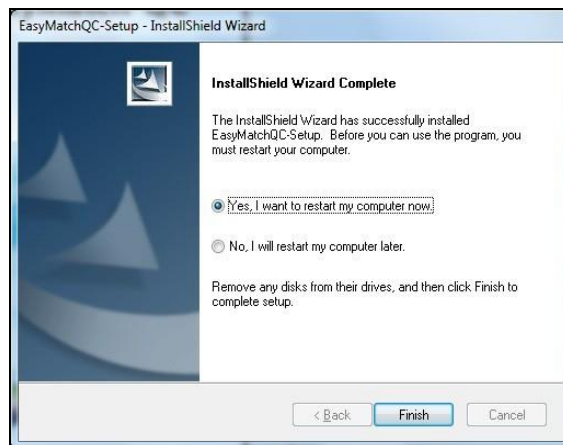 EasyMatchQC-Setup - InstallShield Wizard
InstallShield Wizard Complete
The InstallShield Wizard has successfully installed
EasyMatchQC-Setup. Before you can use the program, you
must restart your computer.
Yes, I want to restart my computer now.
No, I will restart my computer later.
Remove any disks from their drives, and then click Finish to
complete setup.
< Back
Finish
Cancel